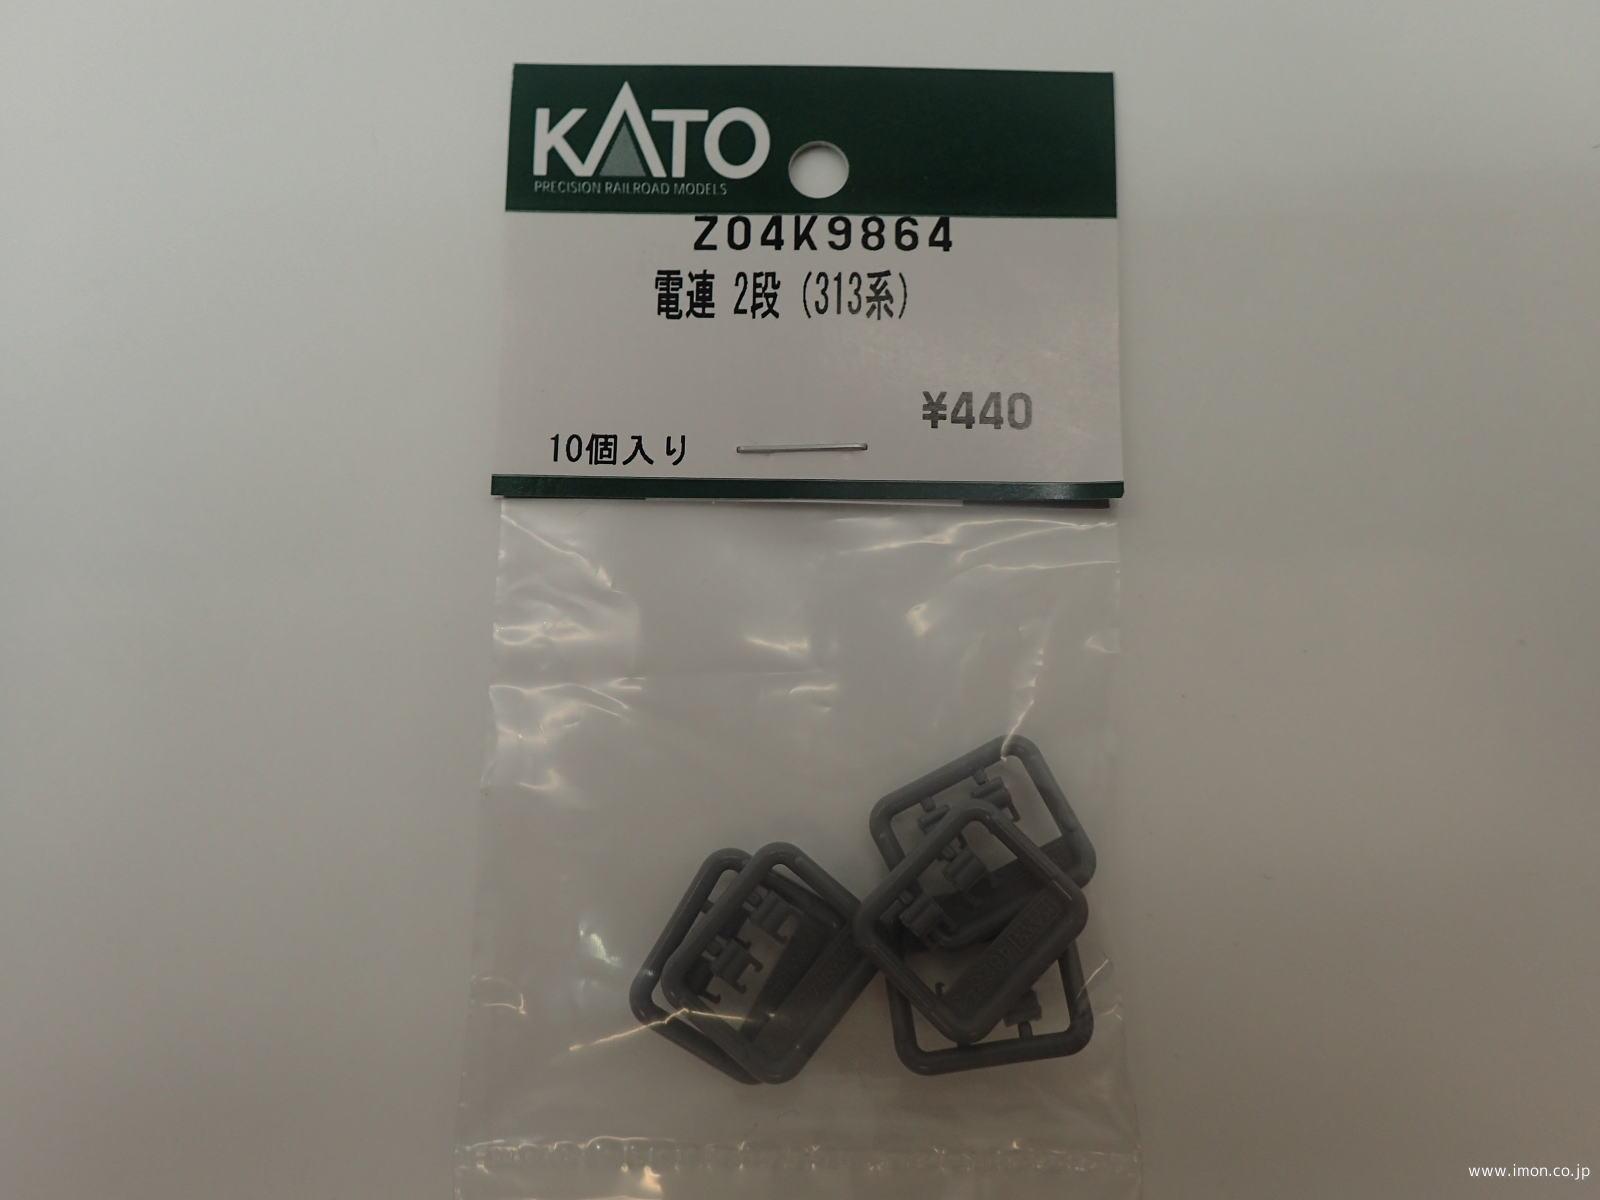 KATO
PRECISION RAILROAD MODELS
Z04K9864
電連 2段 (313系)
¥440
10個入り
www.imon.co.jp